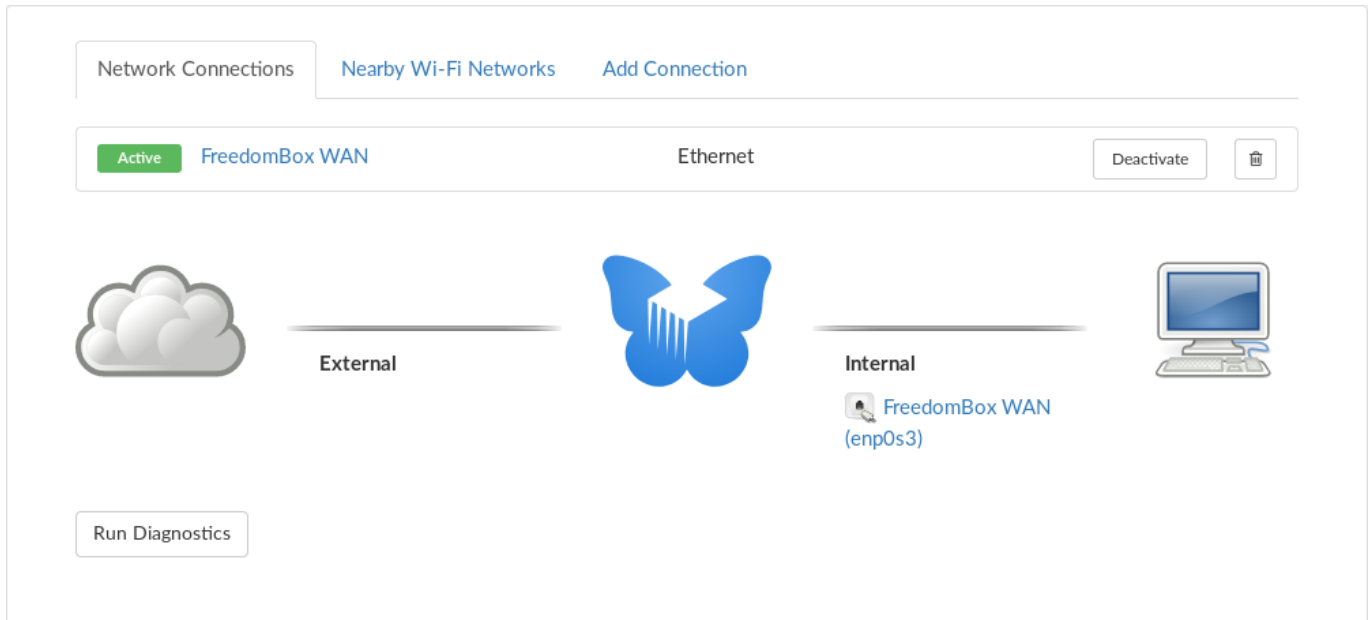 Network Connections Nearby Wi-Fi Networks Add Connection
Active FreedomBox WAN Ethernet Deactivate
External Internal
FreedomBox WAN
(enp0s3)
Run Diagnostics